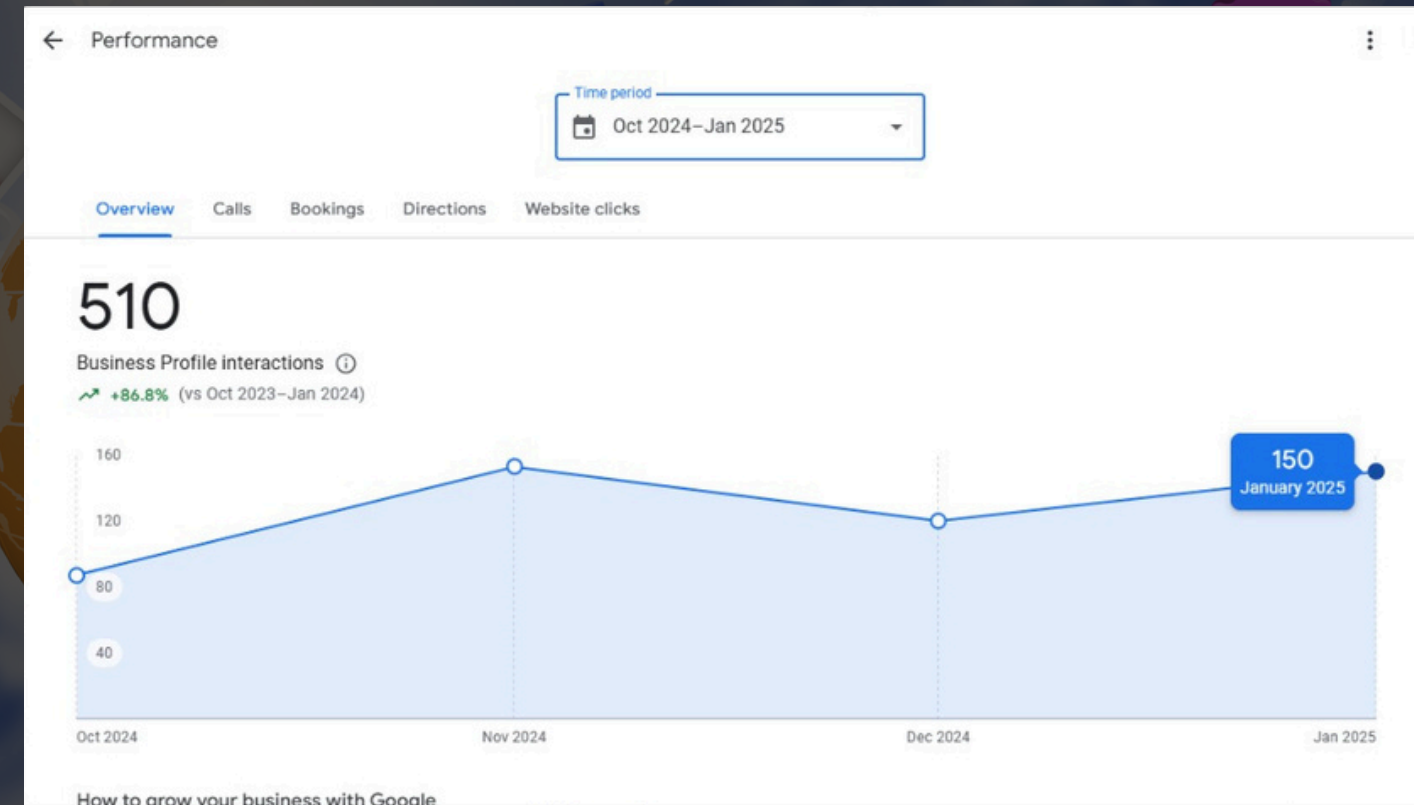 Performance
Time period
Oct 2024–Jan 2025
Overview Calls Bookings Directions Website clicks
510
Business Profile interactions
+86.8% (vs Oct 2023–Jan 2024)
160
120
80
40
150
January 2025
Oct 2024 Nov 2024 Dec 2024 Jan 2025
How to grow your business with Google